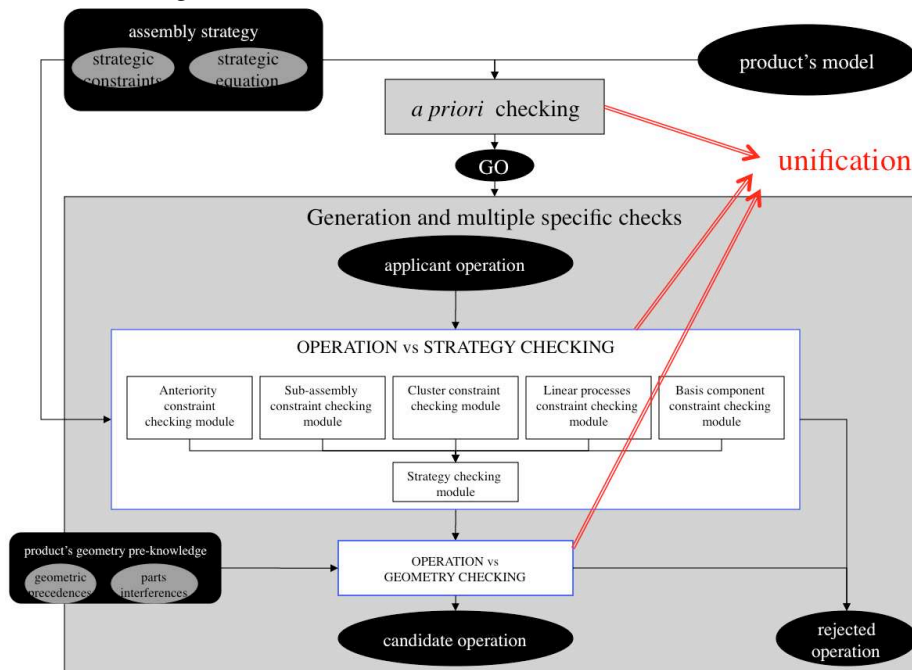 assembly strategy
strategic
constraints
strategic
equation
product's model
a priori checking
GO
unification
Generation and multiple specific checks
applicant operation
OPERATION vs STRATEGY CHECKING
Anteriority
constraint
checking module
Sub-assembly
constraint checking
module
Cluster constraint
checking module
Linear processes
constraint checking
module
Basis component
constraint checking
module
Strategy checking
module
product's geometry pre-knowledge
geometric
precedences
parts
interferences
OPERATION vs
GEOMETRY CHECKING
candidate operation
rejected
operation